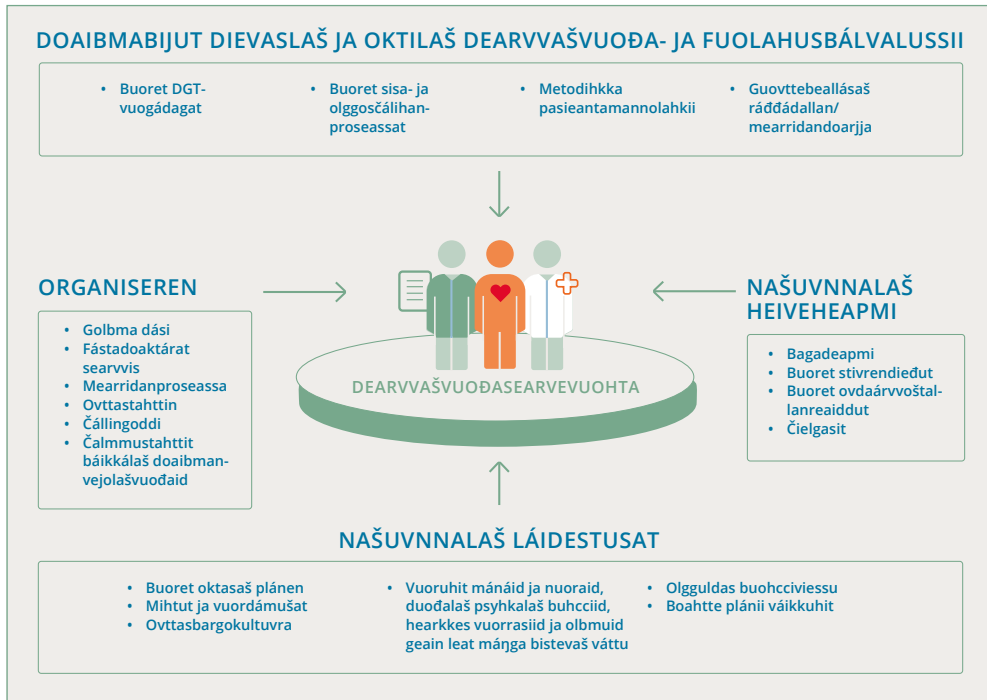 DOAIBMABIJUT DIEVASLAŠ JA OKTILAŠ DEARVVAŠVUOĐA- JA FUOLAHUSBÁLVALUSSII
• Buoret DGT-
vuogádagat
• Buoret sisa- ja
olggosčálihan-
proseassat
• Metodihkka
pasieantamannolahkii
• Guovttebeallásaš
ráđđádallan/
mearridandoarjja
ORGANISEREN
• Golbma dási
• Fástadoaktárat
searvvis
• Mearridanproseassa
• Ovttastahttin
• Čállingoddi
• Čalmmustahttit
báikkálaš doaibman-
vejolašvuođaid
DEARVVAŠVUOĐASEARVEVUOHTA
NAŠUVNNALAŠ
HEIVEHEAPMI
• Bagadeapmi
• Buoret stivrendieđut
• Buoret ovdaárvvoštal-
lanreaiddut
• Čielgasit
NAŠUVNNALAŠ LÁIDESTUSAT
• Buoret oktasaš plánen
• Mihtut ja vuordámušat
• Ovttasbargokultuvra
• Vuoruhit mánáid ja nuoraid,
duođalaš psyhkalaš buhcciid,
hearkkes vuorrasiid ja olbmuid
geain leat máŋga bistevaš váttu
• Olgguldas buohcciviessu
• Boahtte plánii váikkuhit